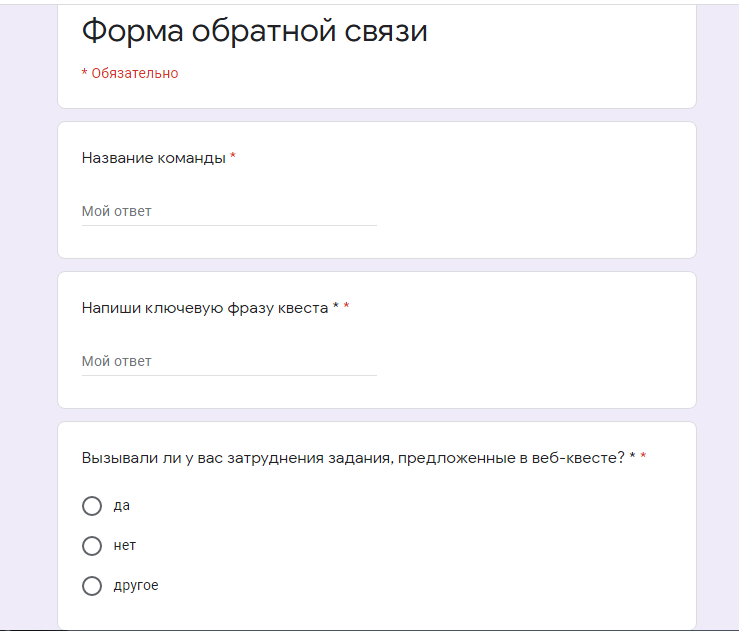 Форма обратной связи
* Обязательно
Название команды *
Мой ответ
Напиши ключевую фразу квеста * *
Мой ответ
Вызывали ли у вас затруднения задания, предложенные в веб-квесте? * *
да
нет
другое